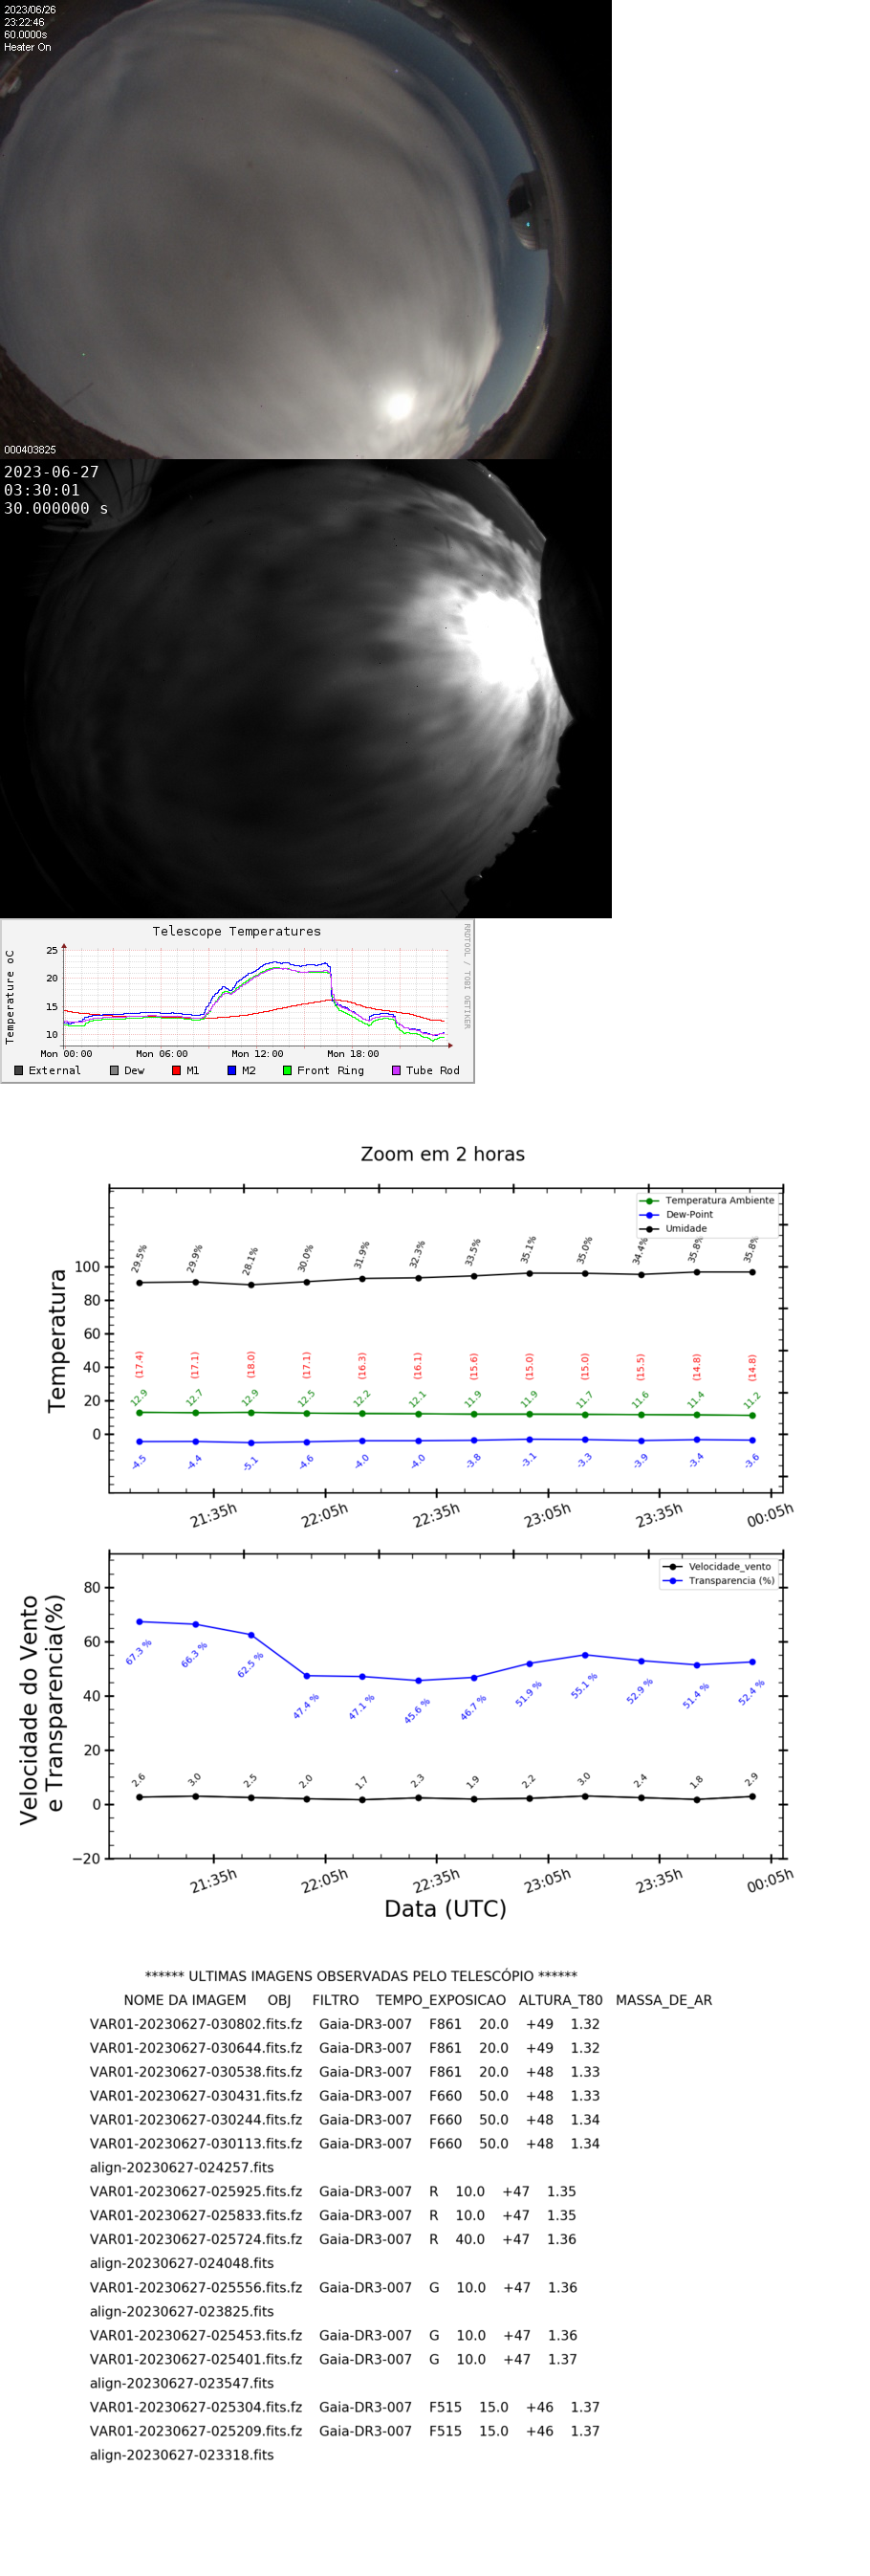 2023/06/26
23:22:46
60.0000s
Heater On
000403825
2023-06-27
03:30:01
30.000000 s
Telescope Temperatures
RRDTOOL / TOBI OETIKER
Temperature oC
25
20
15
10
Mon 00:00 Mon 06:00 Mon 12:00 Mon 18:00
External Dew M1 M2 Front Ring Tube Rod
Zoom em 2 horas
Temperatura Ambiente
Dew-Point
Umidade
Temperatura
100
80
60
40
20
0
29.5% 29.9% 28.1% 30.0% 31.9% 32.3% 33.5% 35.1% 35.0% 34.4% 35.8% 35.8%
(17.4) (17.1) (18.0) (17.1) (16.3) (16.1) (15.6) (15.0) (15.0) (15.5) (14.8) (14.8)
12.9 12.7 12.9 12.5 12.2 12.1 11.9 11.9 11.7 11.6 11.4 11.2
-4.5 -4.4 -5.1 -4.6 -4.0 -4.0 -3.8 -3.1 -3.3 -3.9 -3.4 -3.6
21:35h 22:05h 22:35h 23:05h 23:35h 00:05h
Velocidade_vento
Transparencia (%)
Velocidade do Vento
e Transparencia(%)
80
60
40
20
0
−20
67.3 % 66.3 % 62.5 % 47.4 % 47.1 % 45.6 % 46.7 % 51.9 % 55.1 % 52.9 % 51.4 % 52.4 %
2.6 3.0 2.5 2.0 1.7 2.3 1.9 2.2 3.0 2.4 1.8 2.9
21:35h 22:05h 22:35h 23:05h 23:35h 00:05h
Data (UTC)
****** ULTIMAS IMAGENS OBSERVADAS PELO TELESCÓPIO ******
NOME DA IMAGEM OBJ FILTRO TEMPO_EXPOSICAO ALTURA_T80 MASSA_DE_AR
VAR01-20230627-030802.fits.fz Gaia-DR3-007 F861 20.0 +49 1.32
VAR01-20230627-030644.fits.fz Gaia-DR3-007 F861 20.0 +49 1.32
VAR01-20230627-030538.fits.fz Gaia-DR3-007 F861 20.0 +48 1.33
VAR01-20230627-030431.fits.fz Gaia-DR3-007 F660 50.0 +48 1.33
VAR01-20230627-030244.fits.fz Gaia-DR3-007 F660 50.0 +48 1.34
VAR01-20230627-030113.fits.fz Gaia-DR3-007 F660 50.0 +48 1.34
align-20230627-024257.fits
VAR01-20230627-025925.fits.fz Gaia-DR3-007 R 10.0 +47 1.35
VAR01-20230627-025833.fits.fz Gaia-DR3-007 R 10.0 +47 1.35
VAR01-20230627-025724.fits.fz Gaia-DR3-007 R 40.0 +47 1.36
align-20230627-024048.fits
VAR01-20230627-025556.fits.fz Gaia-DR3-007 G 10.0 +47 1.36
align-20230627-023825.fits
VAR01-20230627-025453.fits.fz Gaia-DR3-007 G 10.0 +47 1.36
VAR01-20230627-025401.fits.fz Gaia-DR3-007 G 10.0 +47 1.37
align-20230627-023547.fits
VAR01-20230627-025304.fits.fz Gaia-DR3-007 F515 15.0 +46 1.37
VAR01-20230627-025209.fits.fz Gaia-DR3-007 F515 15.0 +46 1.37
align-20230627-023318.fits